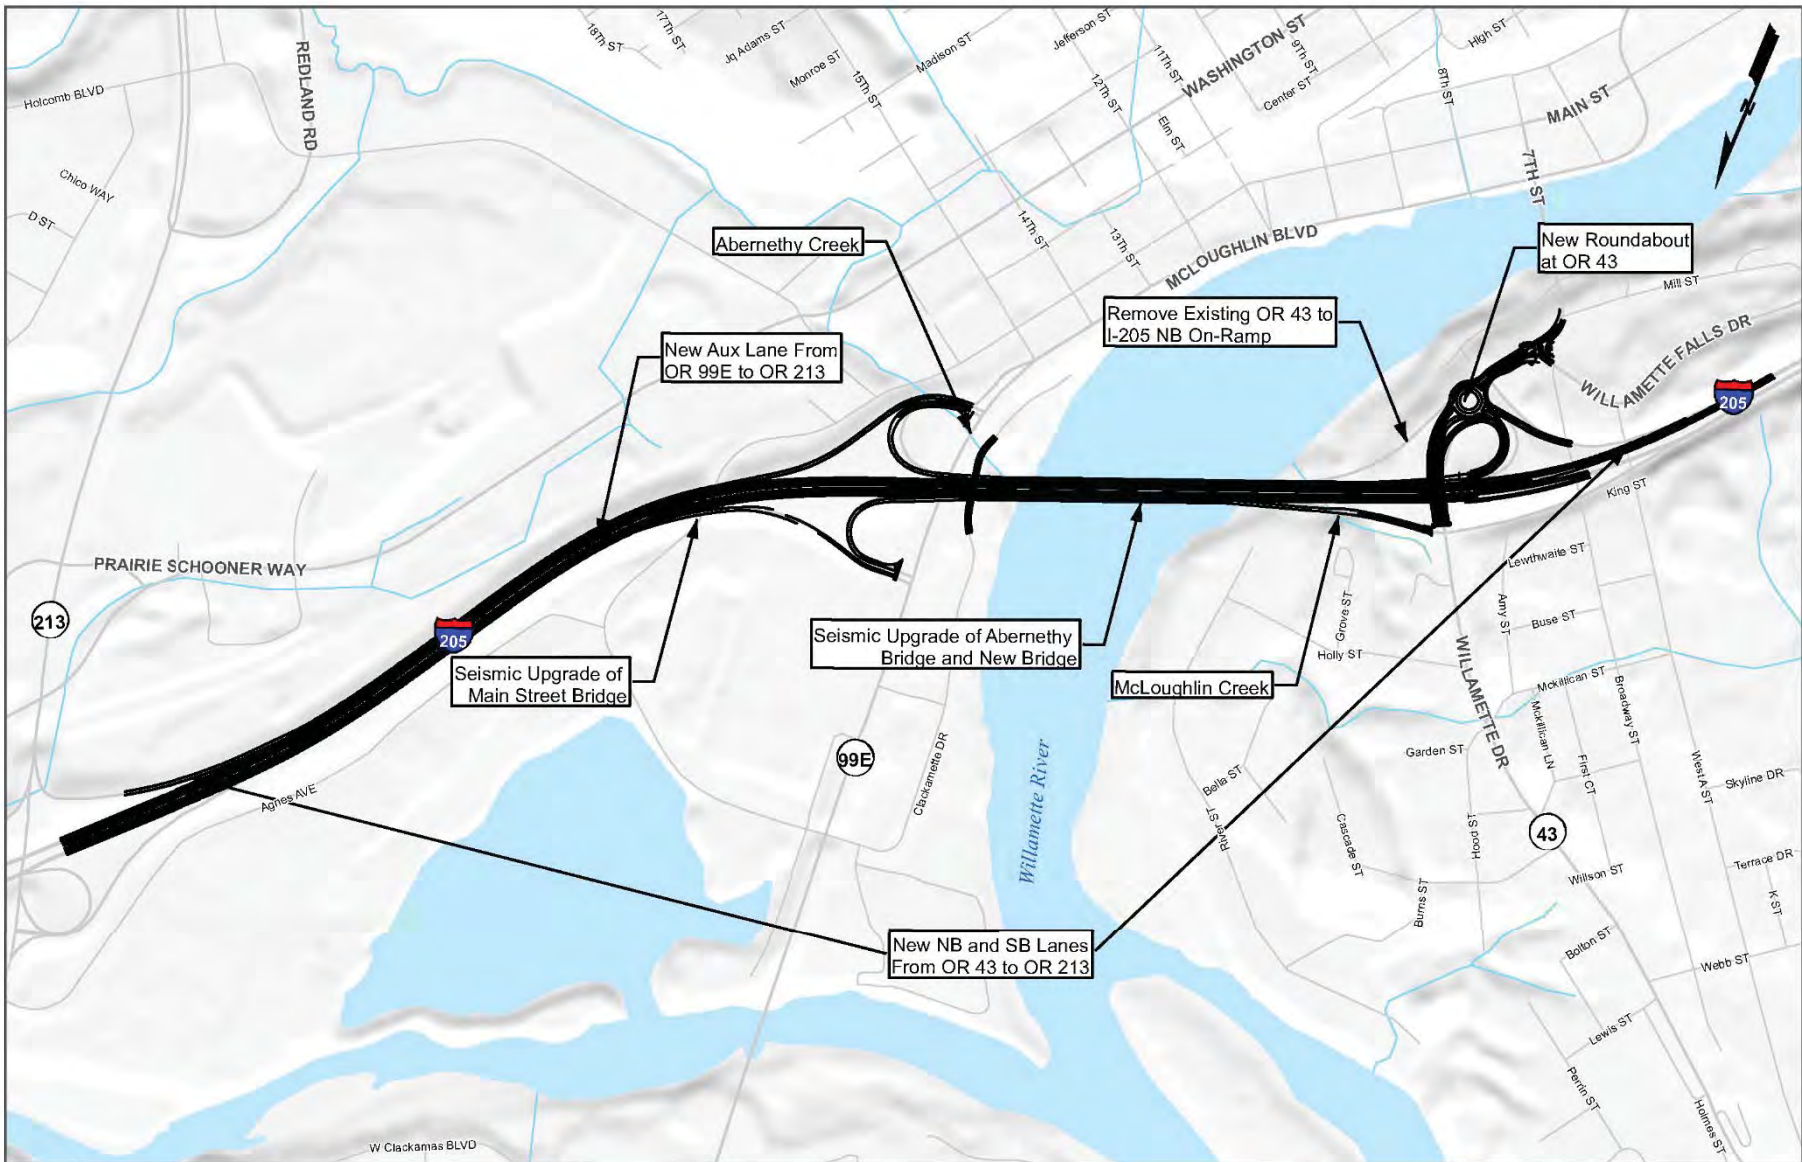 18Th ST
17Th ST
Jq Adams ST
Monroe ST
15Th ST
Madison ST
Jefferson ST
11Th ST
12Th ST
WASHINGTON ST
9Th ST
Center ST
Elm ST
High ST
8Th ST
MAIN ST
7TH ST
N
Holcomb BLVD
REDLAND RD
Chico WAY
D ST
14Th ST
13Th ST
MCLOUGHLIN BLVD
Abernethy Creek
New Roundabout
at OR 43
Mill ST
Remove Existing OR 43 to
I-205 NB On-Ramp
New Aux Lane From
OR 99E to OR 213
WILLAMETTE FALLS DR
205
King ST
PRAIRIE SCHOONER WAY
213
205
Seismic Upgrade of
Main Street Bridge
Seismic Upgrade of Abernethy
Bridge and New Bridge
McLoughlin Creek
Lewthwaite ST
Grove ST
Holly ST
Amy ST
Buse ST
WILLAMETTE DR
Mckillican ST
Broadway ST
Mckillican LN
Garden ST
First CT
West A ST
Skyline DR
Agnes AVE
99E
Clackamette DR
Willamette River
Bella ST
River ST
Cascade ST
Hood ST
43
Terrace DR
Willson ST
K ST
Burns ST
New NB and SB Lanes
From OR 43 to OR 213
Bolton ST
Webb ST
Lewis ST
Perrin ST
Holmes ST
W Clackamas BLVD